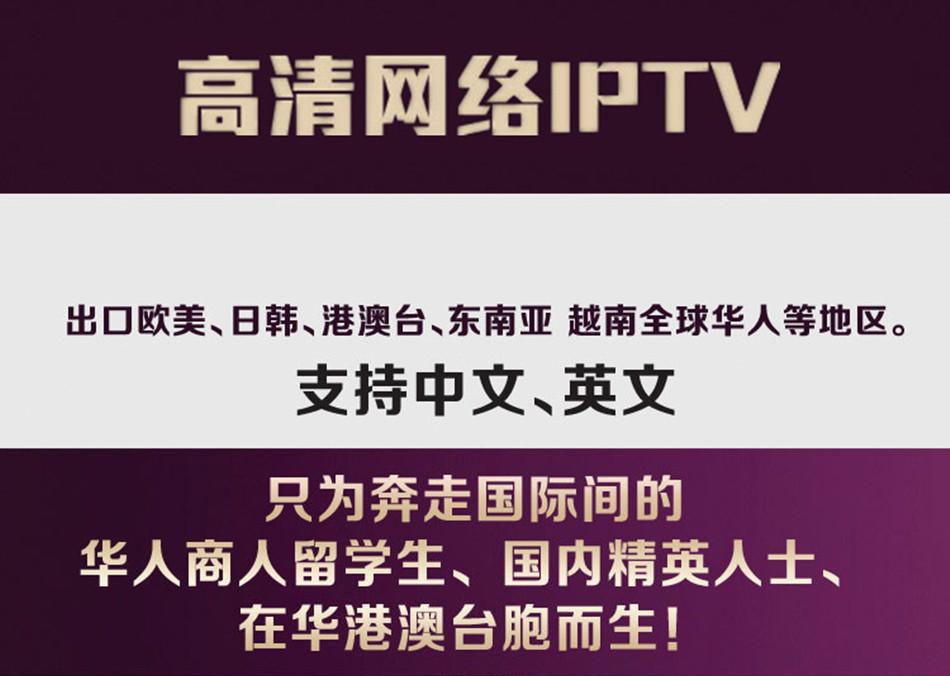 高清网络IPTV
出口欧美、日韩、港澳台、东南亚 越南全球华人等地区。
支持中文、英文
只为奔走国际间的
华人商人留学生、国内精英人士、
在华港澳台胞而生！